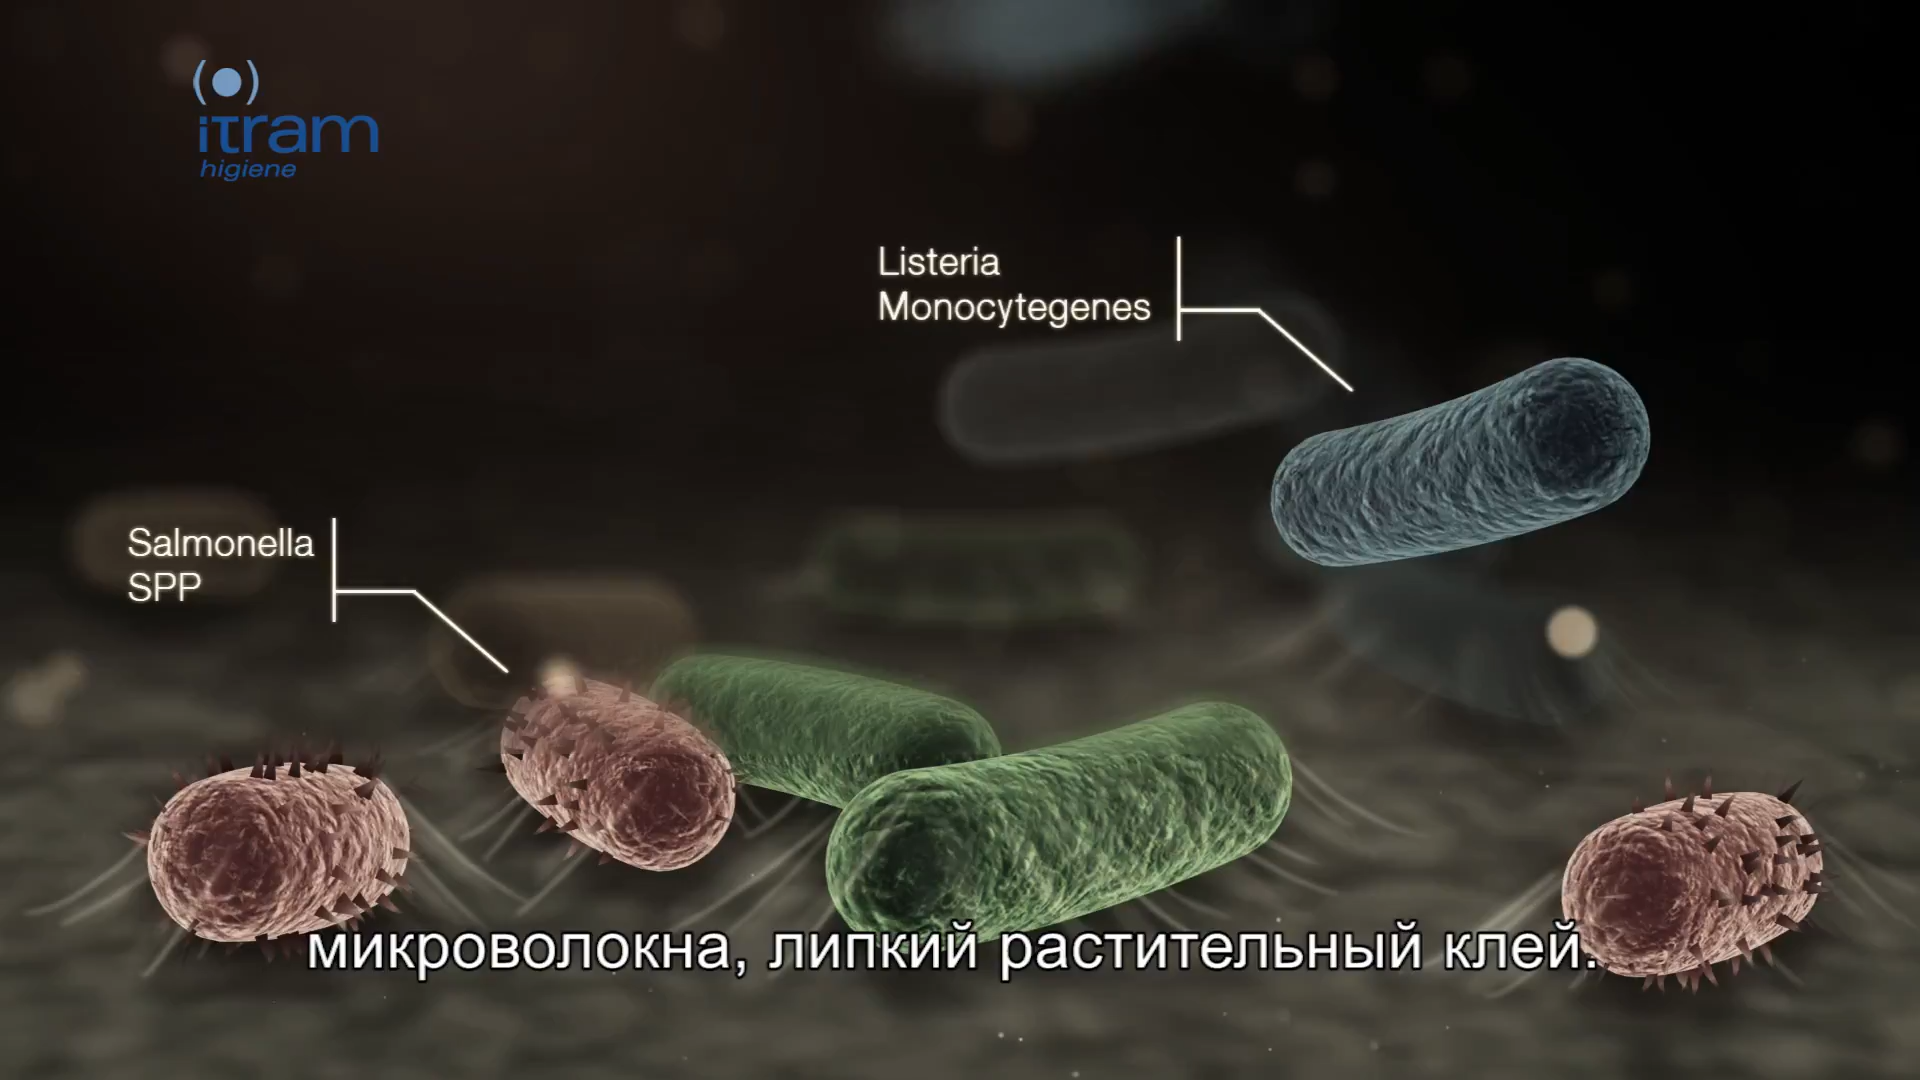 itram
higiene
Listeria
Monocytegenes
Salmonella
SPP
микроволокна, липкий растительный клей.